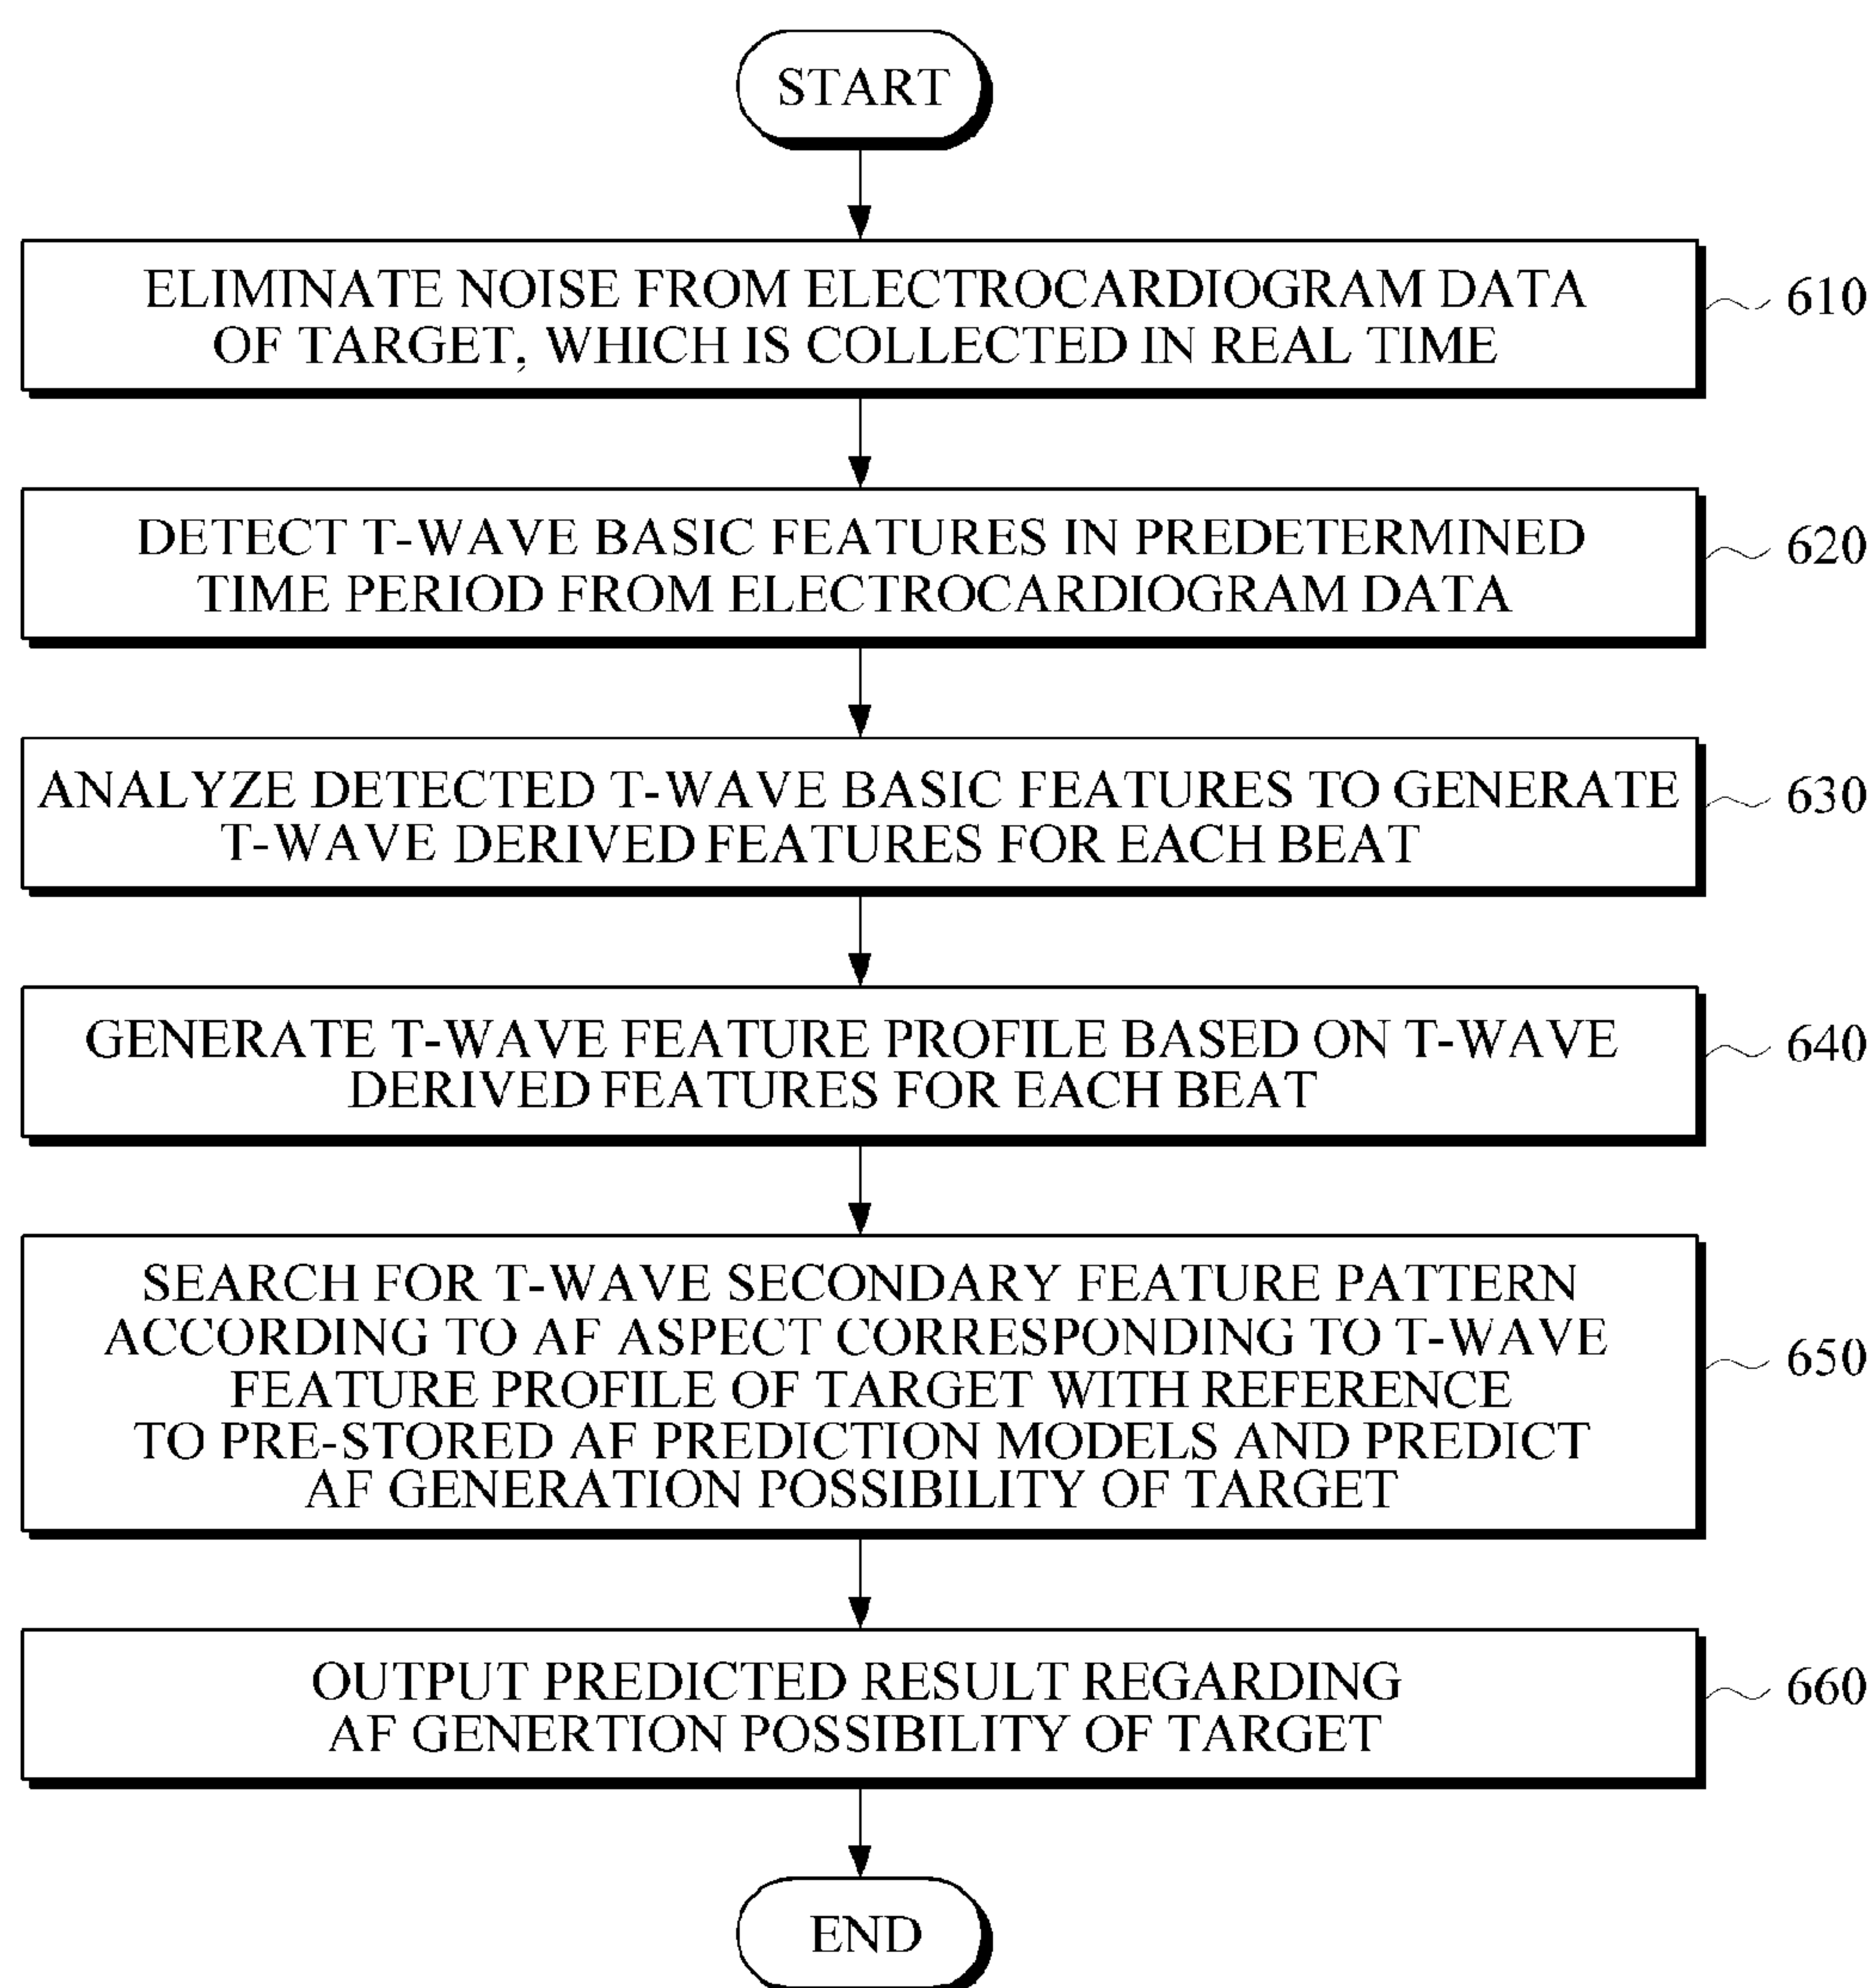 START
ELIMINATE NOISE FROM ELECTROCARDIOGRAM DATA
OF TARGET, WHICH IS COLLECTED IN REAL TIME
610
DETECT T-WAVE BASIC FEATURES IN PREDETERMINED
TIME PERIOD FROM ELECTROCARDIOGRAM DATA
620
ANALYZE DETECTED T-WAVE BASIC FEATURES TO GENERATE
T-WAVE DERIVED FEATURES FOR EACH BEAT
630
GENERATE T-WAVE FEATURE PROFILE BASED ON T-WAVE
DERIVED FEATURES FOR EACH BEAT
640
SEARCH FOR T-WAVE SECONDARY FEATURE PATTERN
ACCORDING TO AF ASPECT CORRESPONDING TO T-WAVE
FEATURE PROFILE OF TARGET WITH REFERENCE
TO PRE-STORED AF PREDICTION MODELS AND PREDICT
AF GENERATION POSSIBILITY OF TARGET
650
OUTPUT PREDICTED RESULT REGARDING
AF GENERTION POSSIBILITY OF TARGET
660
END